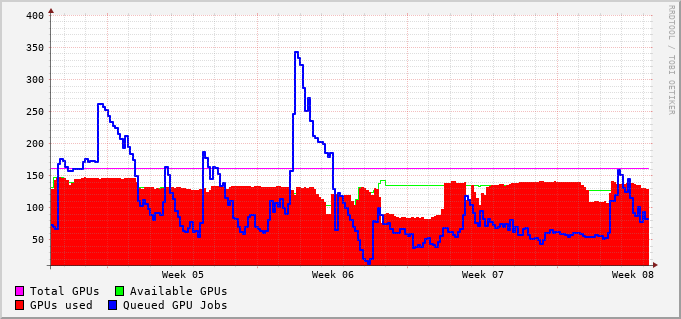 RRDTOOL / TOBI OETIKER
400
350
300
250
200
150
100
50
Week 05 Week 06 Week 07 Week 08
Total GPUs Available GPUs
GPUs used Queued GPU Jobs